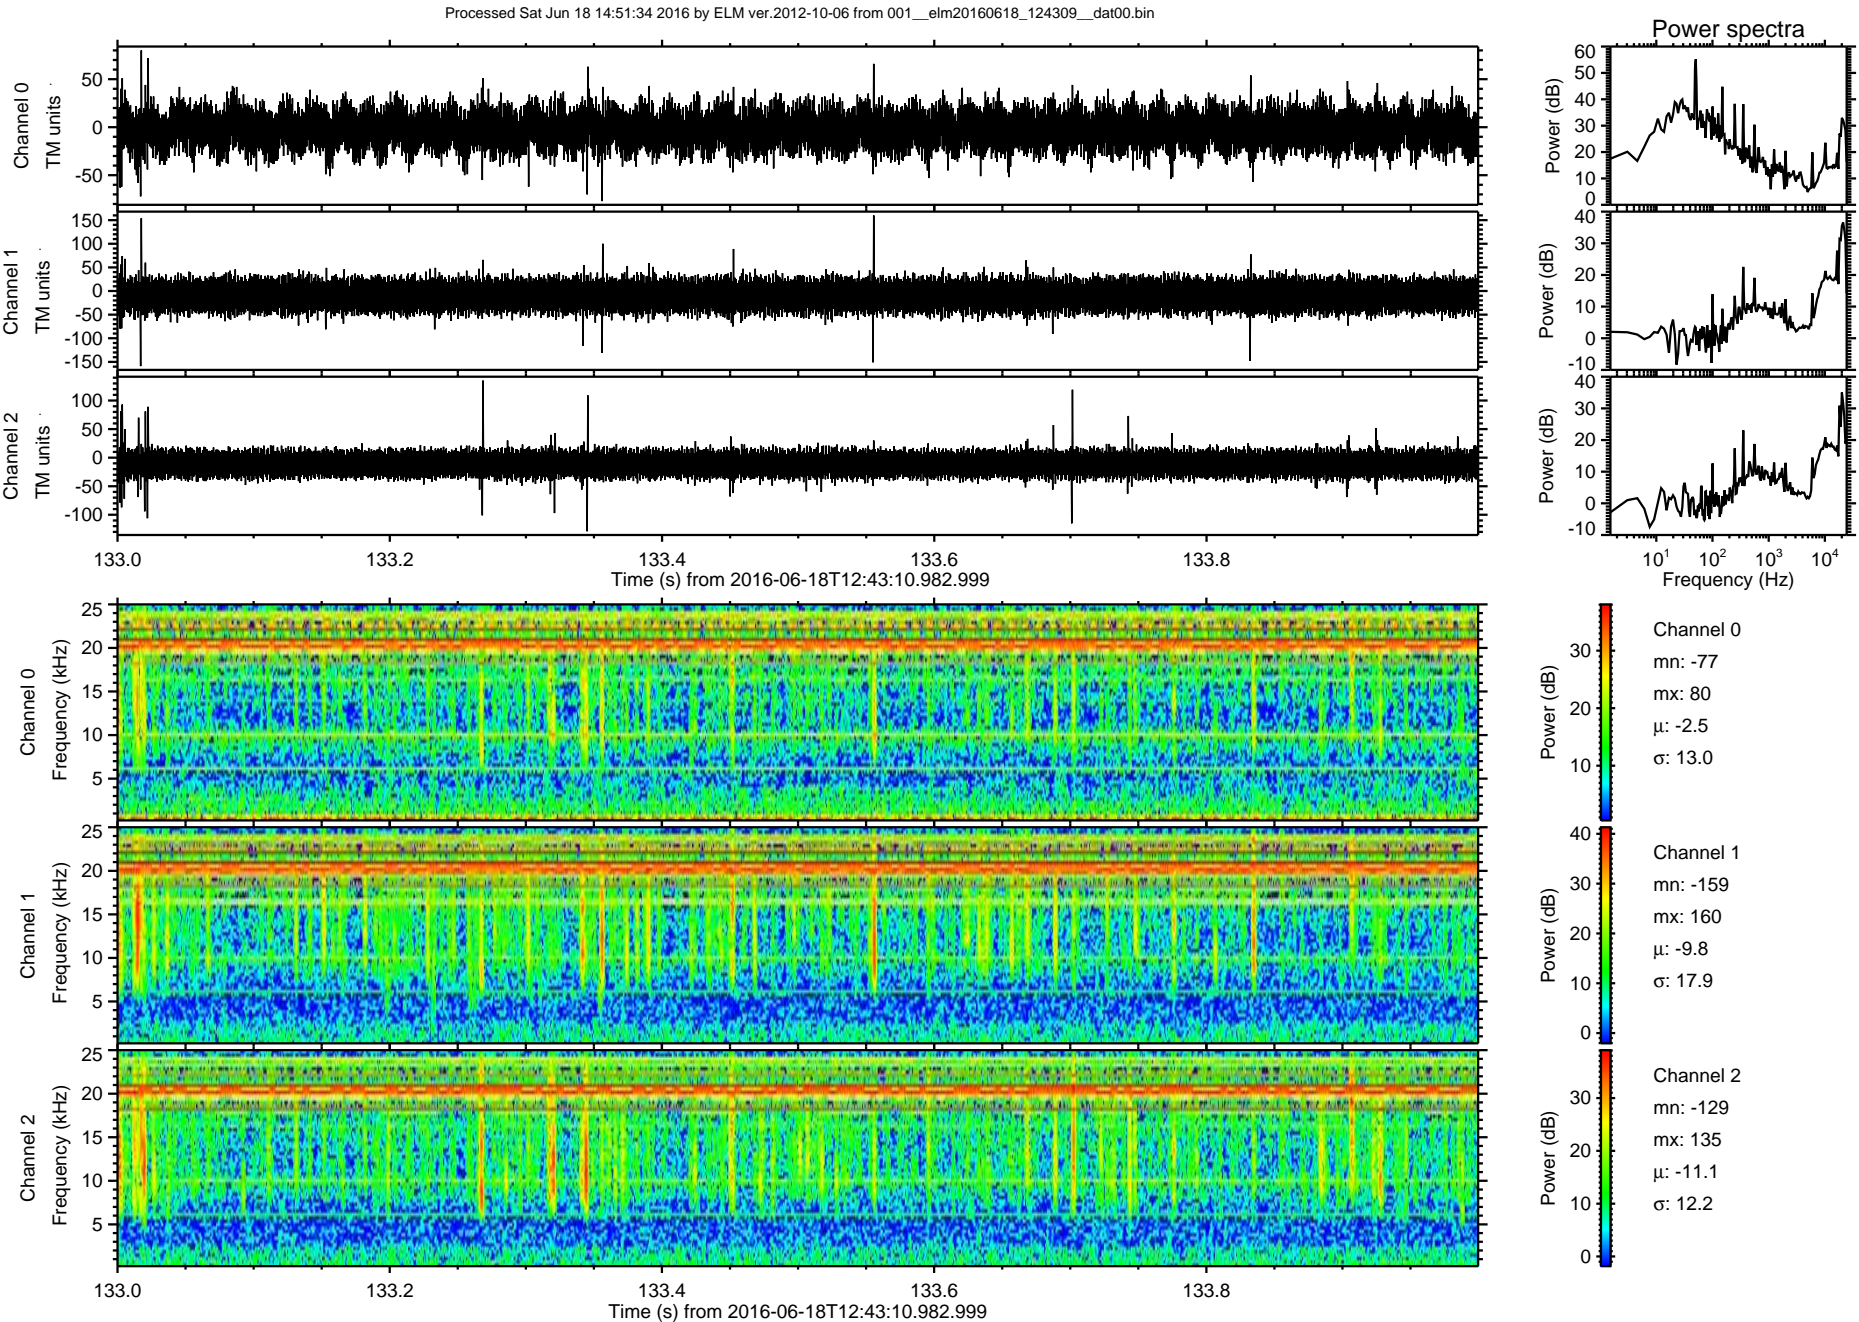 Processed Sat Jun 18 14:51:34 2016 by ELM ver.2012-10-06 from 001__elm20160618_124309__dat00.bin
Power spectra
Channel 0
TM units
50
0
-50
Power (dB)
60
50
40
30
20
10
0
Channel 1
TM units
150
100
50
0
-50
-100
-150
Power (dB)
40
30
20
10
0
-10
Channel 2
TM units
100
50
0
-50
-100
Power (dB)
40
30
20
10
0
-10
133.0 133.2 133.4 133.6 133.8
Time (s) from 2016-06-18T12:43:10.982.999
10¹ 10² 10³ 10⁴
Frequency (Hz)
Channel 0
Frequency (kHz)
25
20
15
10
5
Power (dB)
30
20
10
Channel 0
mn: -77
mx: 80
μ: -2.5
σ: 13.0
Channel 1
Frequency (kHz)
25
20
15
10
5
Power (dB)
40
30
20
10
0
Channel 1
mn: -159
mx: 160
μ: -9.8
σ: 17.9
Channel 2
Frequency (kHz)
25
20
15
10
5
Power (dB)
30
20
10
0
Channel 2
mn: -129
mx: 135
μ: -11.1
σ: 12.2
133.0 133.2 133.4 133.6 133.8
Time (s) from 2016-06-18T12:43:10.982.999